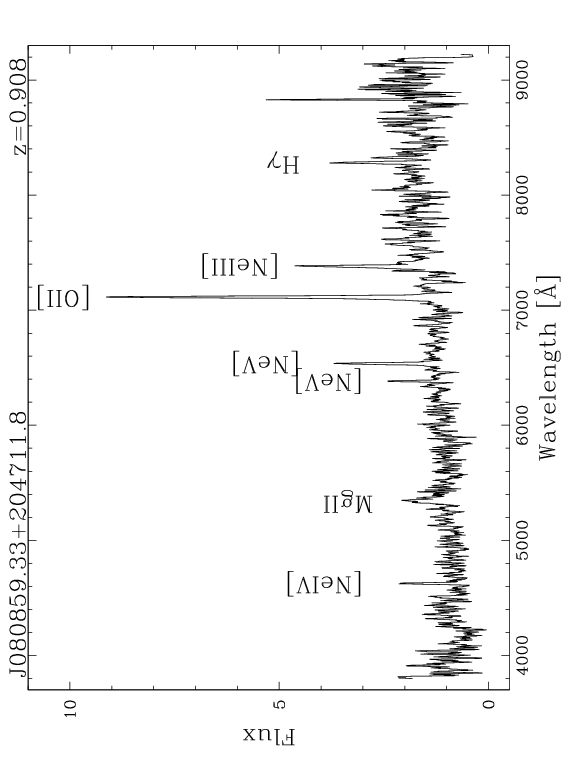 J080859.33+204711.8
z=0.908
[OII]
[NeIII]
[NeV]
[NeV]
Hγ
MgII
[NeIV]
Flux
10
5
0
4000
5000
6000
7000
8000
9000
Wavelength [Å]